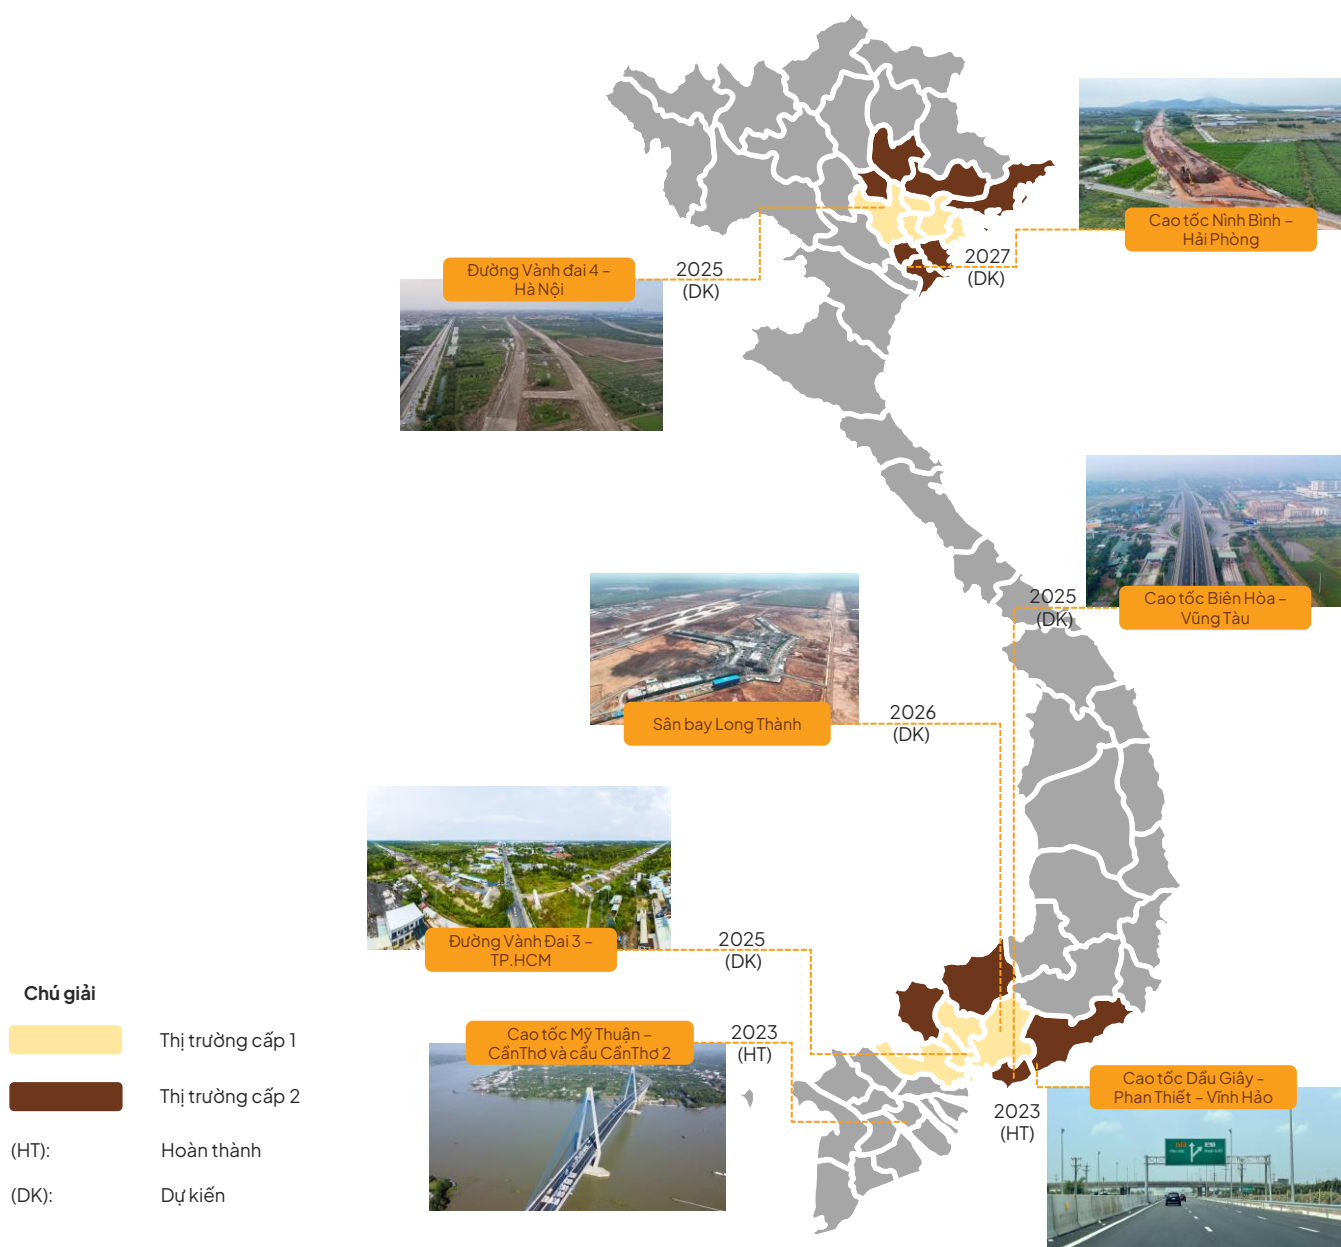 Cao tốc Nình Bình –
Hải Phòng
2027
(DK)
Đường Vành đai 4 –
Hà Nội
2025
(DK)
2025
(DK)
Cao tốc Biên Hòa –
Vũng Tàu
Sân bay Long Thành
2026
(DK)
Đường Vành Đai 3 –
TP.HCM
2025
(DK)
Cao tốc Mỹ Thuận –
CầnThơ và cầu CầnThơ 2
2023
(HT)
Cao tốc Dầu Giây -
Phan Thiết – Vĩnh Hảo
2023
(HT)
Chú giải
Thị trường cấp 1
Thị trường cấp 2
(HT): Hoàn thành
(DK): Dự kiến